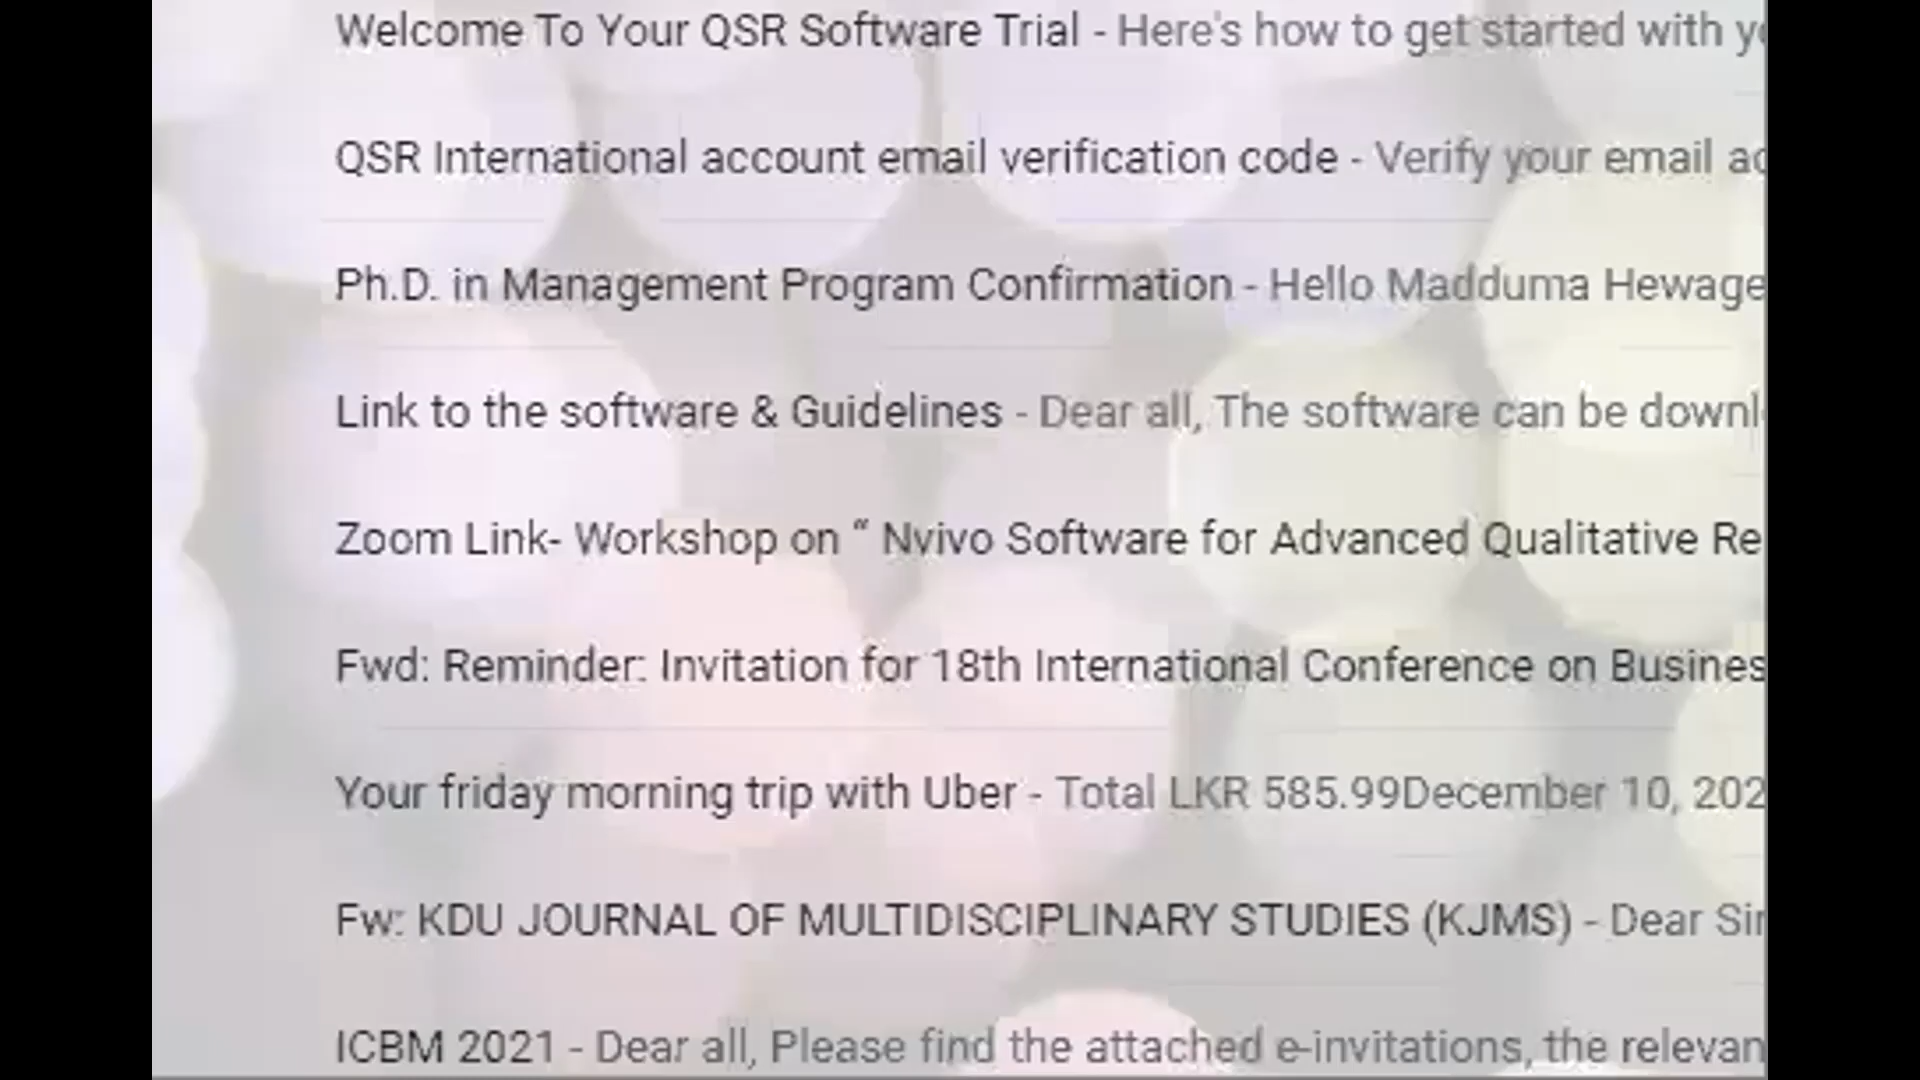 Welcome To Your QSR Software Trial - Here's how to get started with
QSR International account email verification code - Verify your email
Ph.D. in Management Program Confirmation - Hello Madduma Hewage
Link to the software & Guidelines - Dear all, The software can be
Zoom Link- Workshop on “ Nvivo Software for Advanced Qualitative
Fwd: Reminder: Invitation for 18th International Conference on
Your friday morning trip with Uber - Total LKR 585.99December 10,
Fw: KDU JOURNAL OF MULTIDISCIPLINARY STUDIES (KJMS) - Dear
ICBM 2021 - Dear all, Please find the attached e-invitations, the